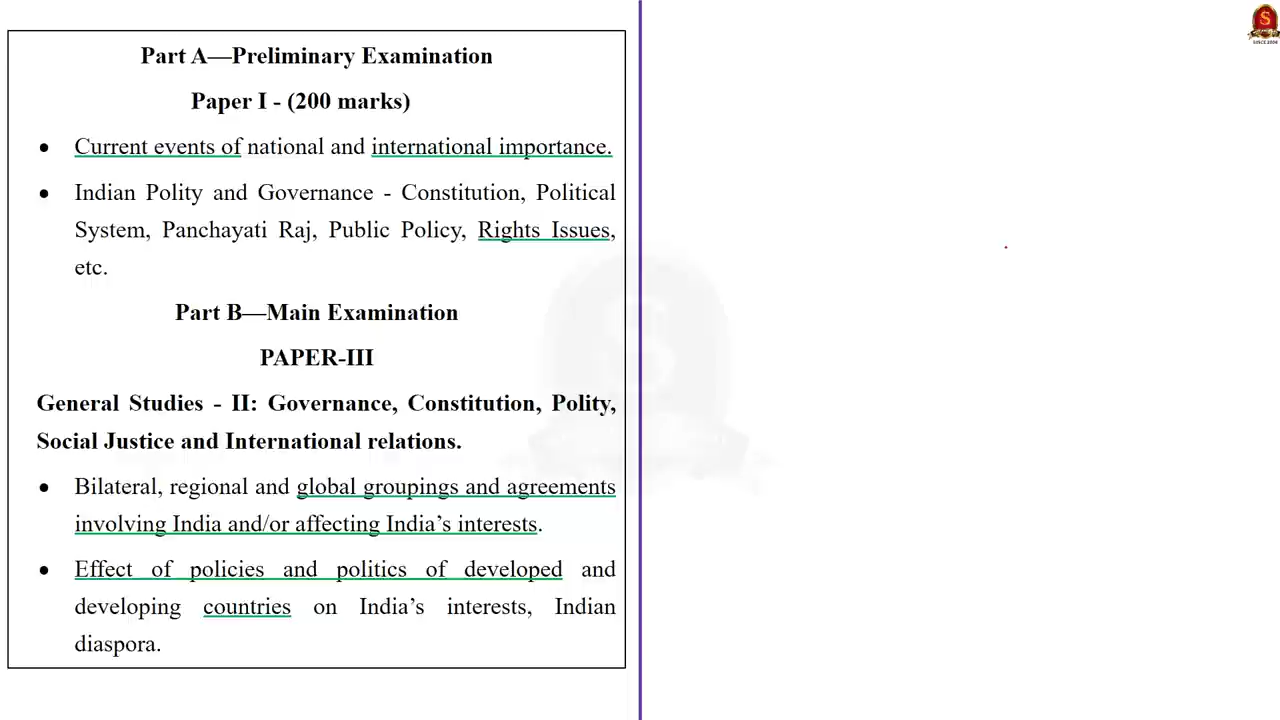 Part A—Preliminary Examination
Paper I - (200 marks)
● Current events of national and international importance.
● Indian Polity and Governance - Constitution, Political
System, Panchayati Raj, Public Policy, Rights Issues,
etc.
Part B—Main Examination
PAPER-III
General Studies - II: Governance, Constitution, Polity,
Social Justice and International relations.
● Bilateral, regional and global groupings and agreements
involving India and/or affecting India’s interests.
● Effect of policies and politics of developed and
developing countries on India’s interests, Indian
diaspora.
S
SINCE 2004